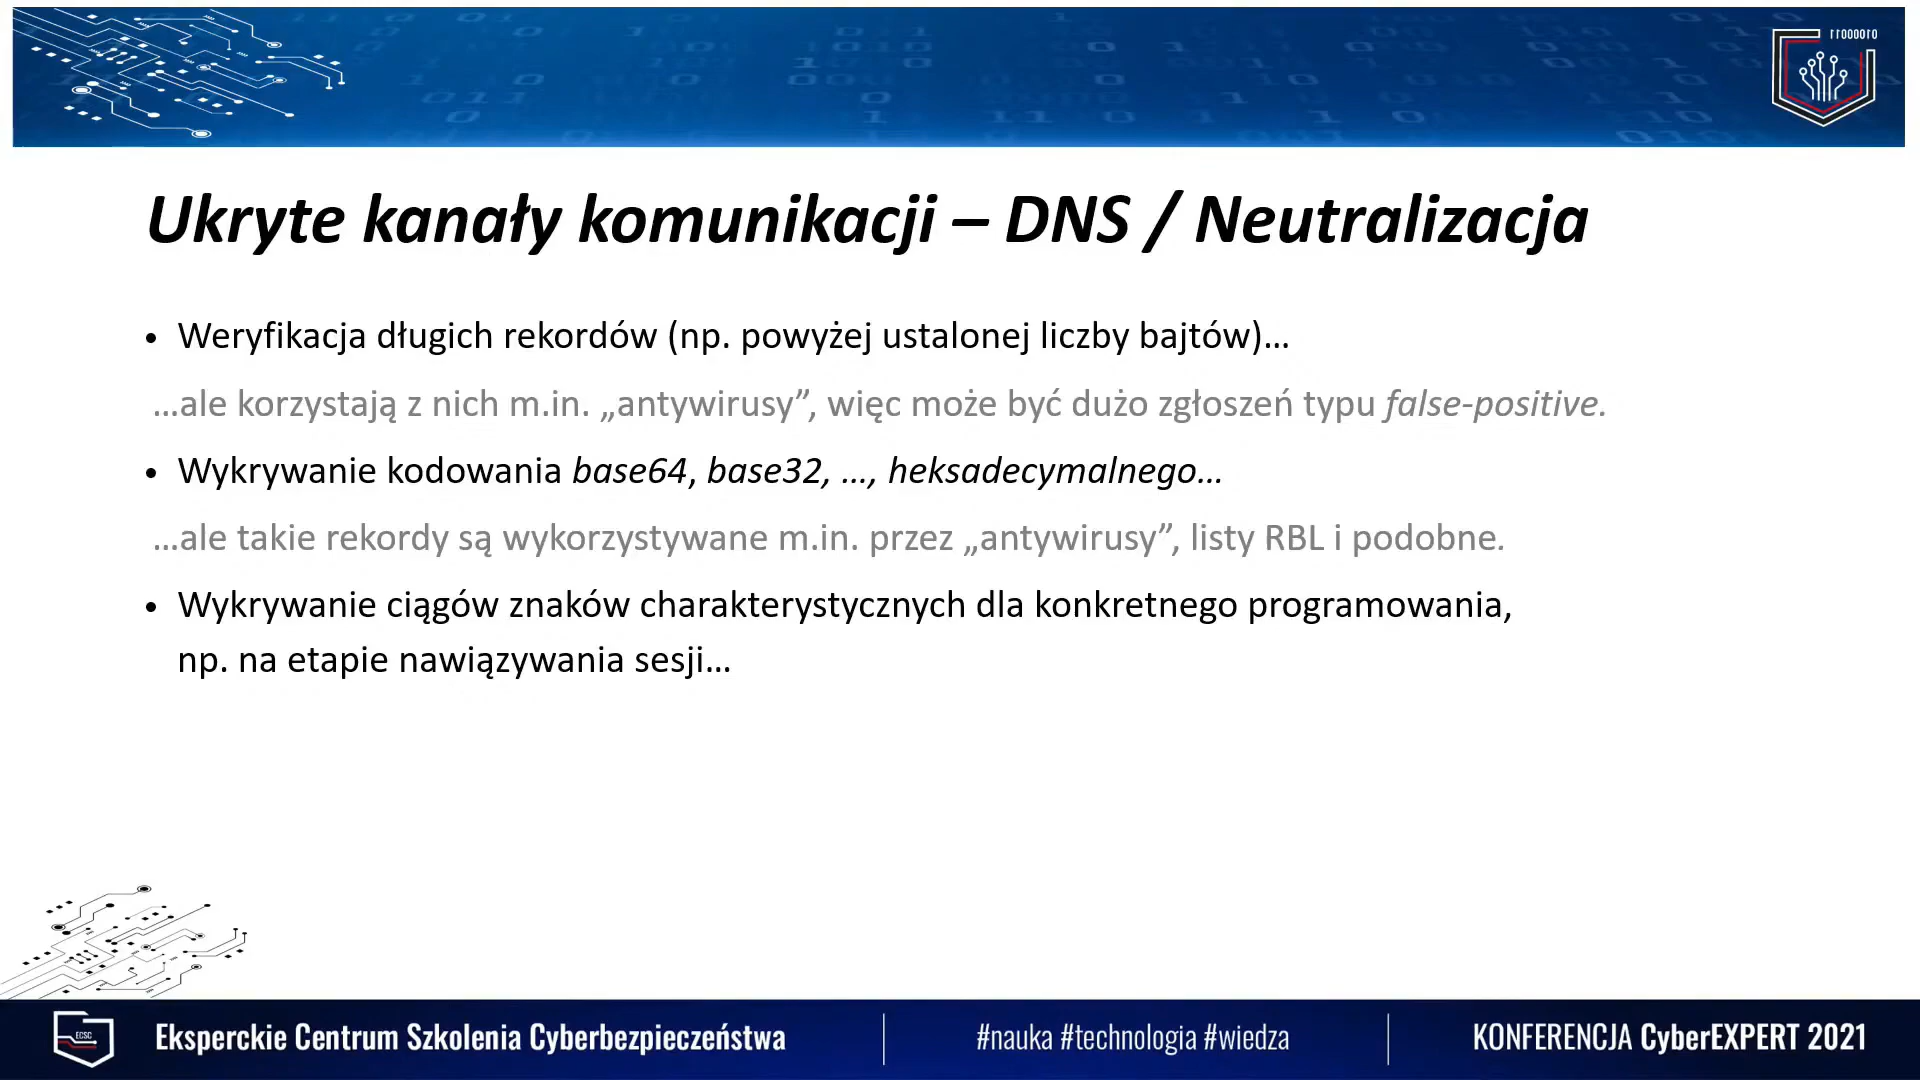 Ukryte kanały komunikacji – DNS / Neutralizacja
• Weryfikacja długich rekordów (np. powyżej ustalonej liczby bajtów)…
…ale korzystają z nich m.in. „antywirusy”, więc może być dużo zgłoszeń typu false-positive.
• Wykrywanie kodowania base64, base32, …, heksadecymalnego…
…ale takie rekordy są wykorzystywane m.in. przez „antywirusy”, listy RBL i podobne.
• Wykrywanie ciągów znaków charakterystycznych dla konkretnego programowania,
np. na etapie nawiązywania sesji…
ECSC
Eksperckie Centrum Szkolenia Cyberbezpieczeństwa
#nauka #technologia #wiedza
KONFERENCJA CyberEXPERT 2021